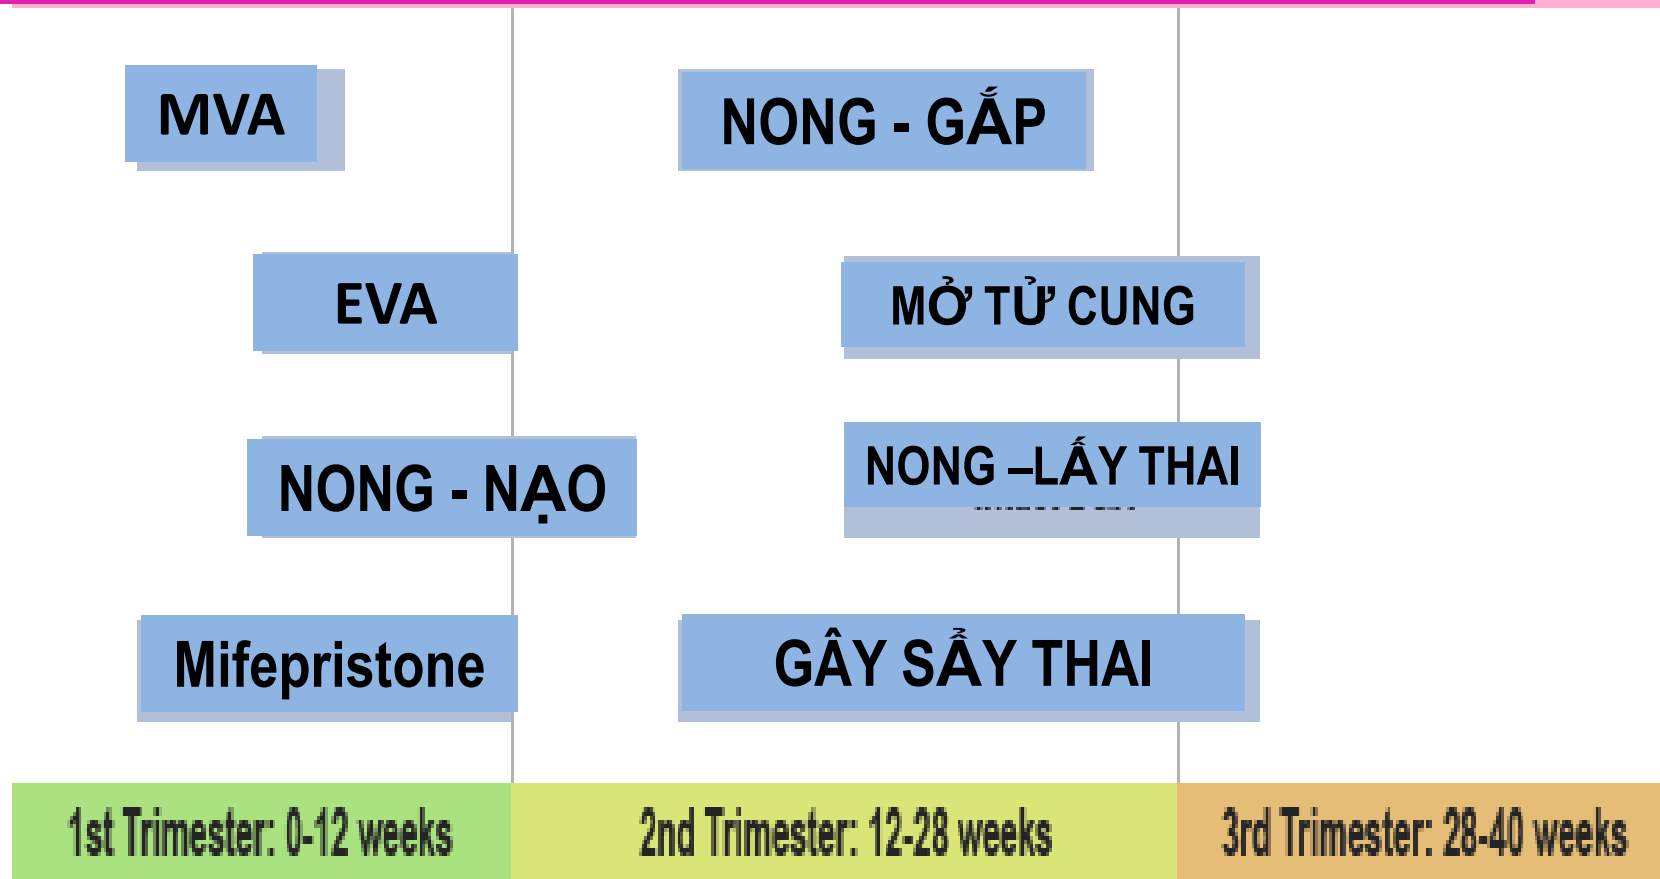 MVA
NONG - GẮP
EVA
MỞ TỬ CUNG
NONG - NẠO
NONG –LẤY THAI
Mifepristone
GÂY SẨY THAI
1st Trimester: 0-12 weeks
2nd Trimester: 12-28 weeks
3rd Trimester: 28-40 weeks